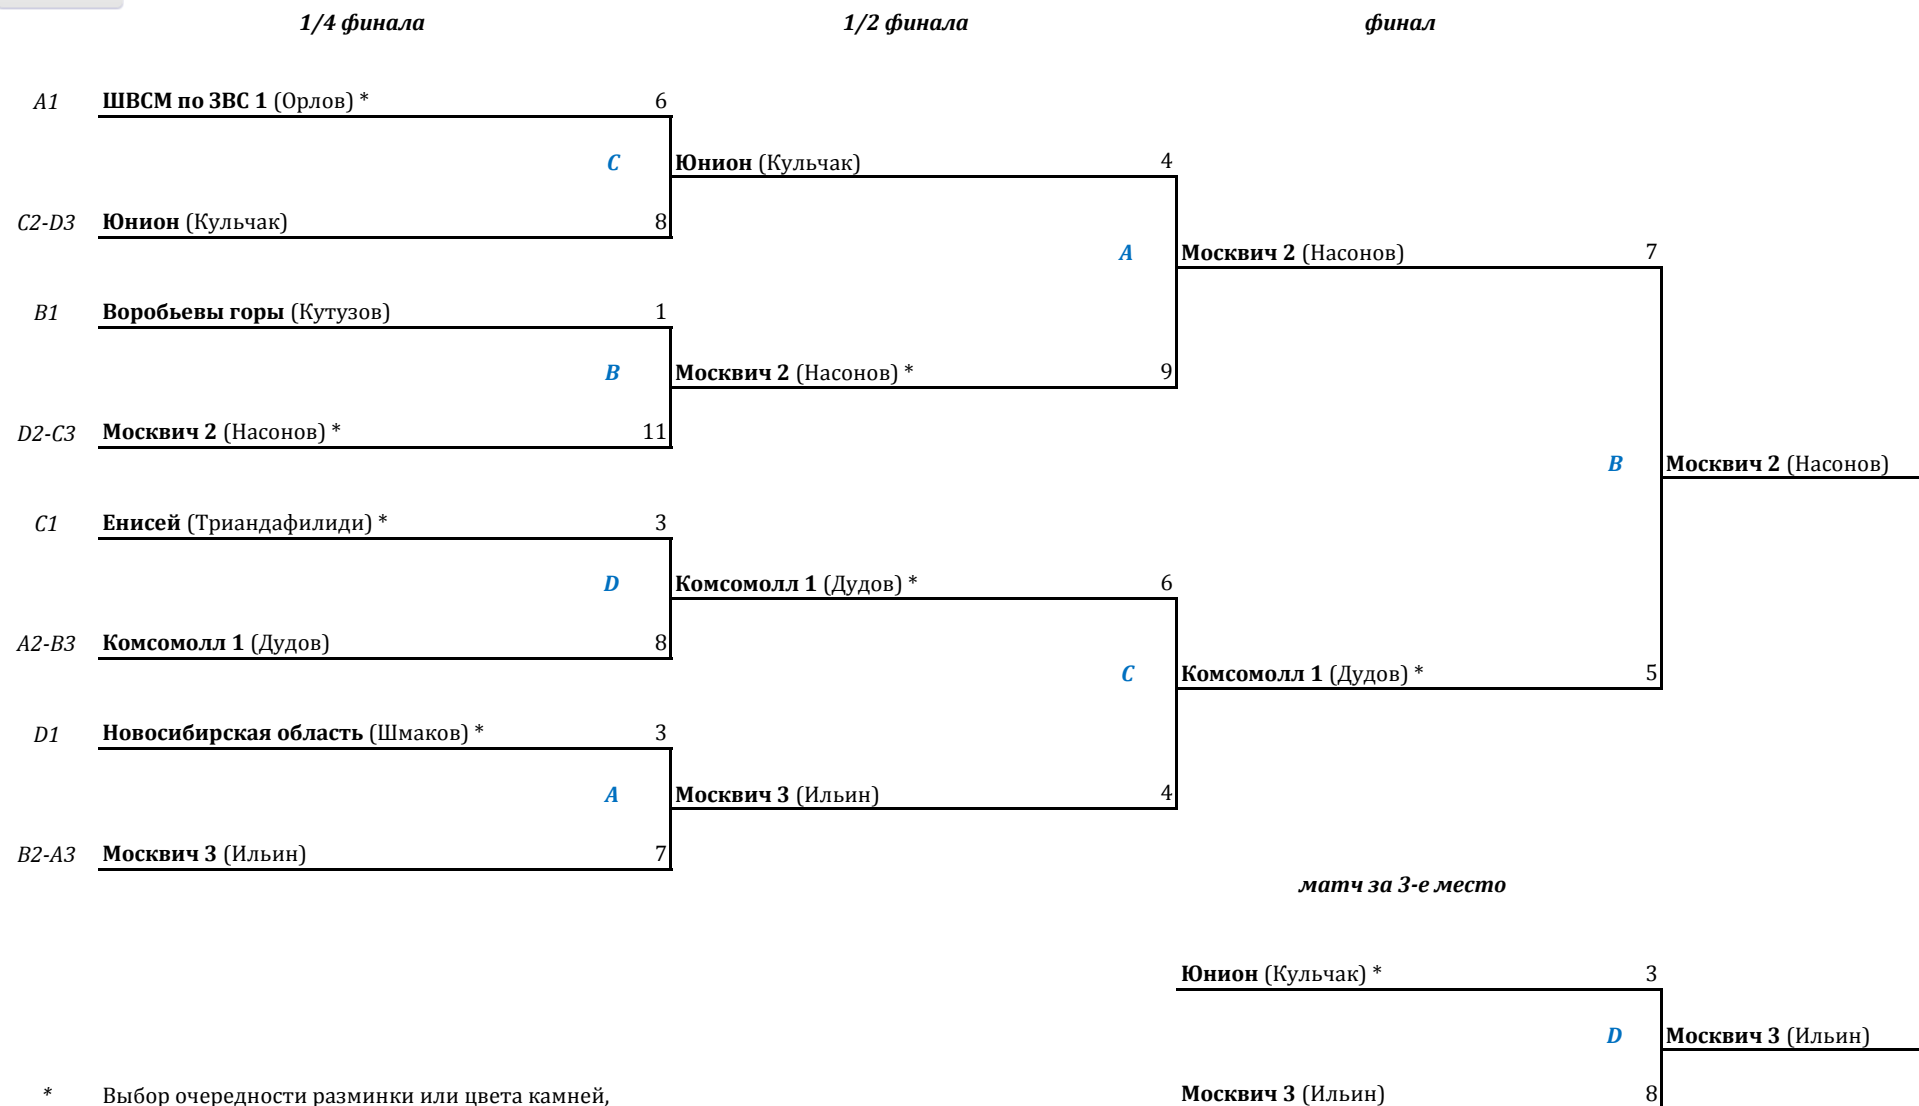 1/4 финала 1/2 финала финал
A1 ШВСМ по ЗВС 1 (Орлов) * 6
C Юнион (Кульчак) 4
C2-D3 Юнион (Кульчак) 8
A Москвич 2 (Насонов) 7
B1 Воробьевы горы (Кутузов) 1
B Москвич 2 (Насонов) * 9
D2-C3 Москвич 2 (Насонов) * 11
B Москвич 2 (Насонов)
C1 Енисей (Триандафилиди) * 3
D Комсомолл 1 (Дудов) * 6
A2-B3 Комсомолл 1 (Дудов) 8
C Комсомолл 1 (Дудов) * 5
D1 Новосибирская область (Шмаков) * 3
A Москвич 3 (Ильин) 4
B2-A3 Москвич 3 (Ильин) 7
матч за 3-е место
Юнион (Кульчак) * 3
D Москвич 3 (Ильин)
* Выбор очередности разминки или цвета камней, Москвич 3 (Ильин) 8